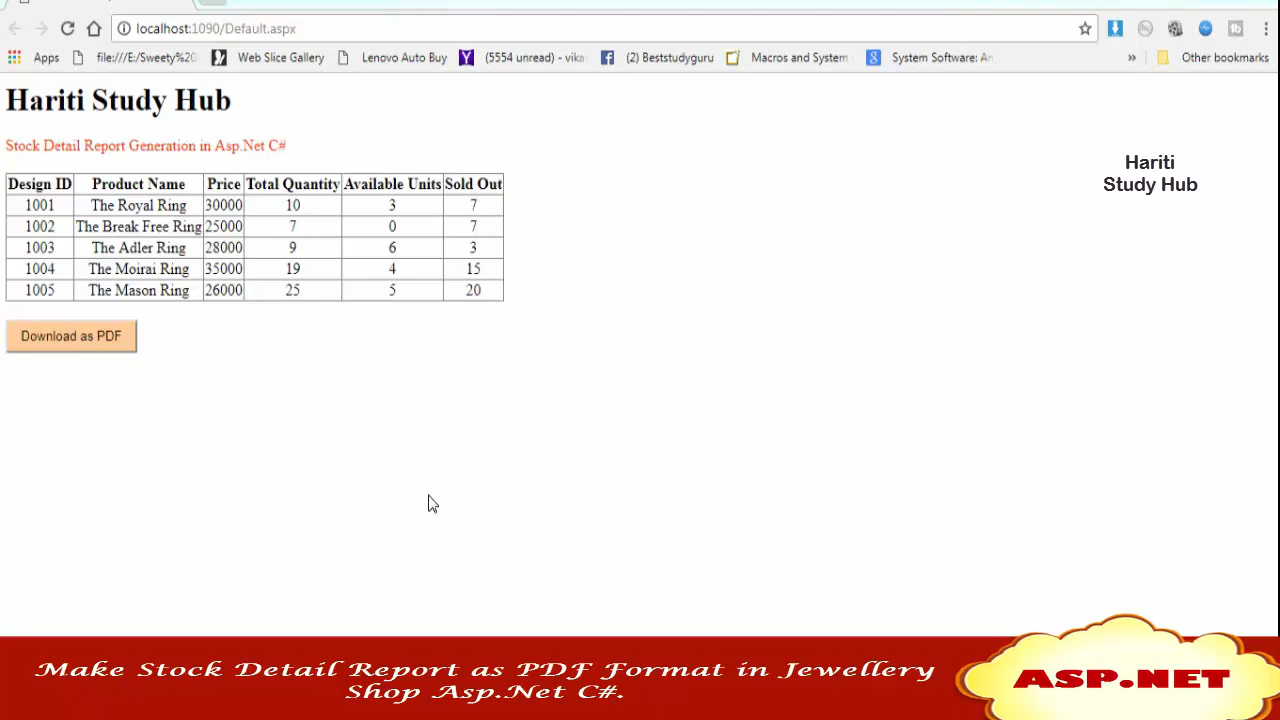 localhost:1090/Default.aspx
Apps file:///E:/Sweety%20 Web Slice Gallery Lenovo Auto Buy (5554 unread) - vika (2) Beststudyguru Macros and System System Software: An » Other bookmarks
Hariti Study Hub
Stock Detail Report Generation in Asp.Net C#
Hariti
Study Hub
Design ID Product Name Price Total Quantity Available Units Sold Out
1001 The Royal Ring 30000 10 3 7
1002 The Break Free Ring 25000 7 0 7
1003 The Adler Ring 28000 9 6 3
1004 The Moirai Ring 35000 19 4 15
1005 The Mason Ring 26000 25 5 20
Download as PDF
Make Stock Detail Report as PDF Format in Jewellery
Shop Asp.Net C#.
ASP.NET